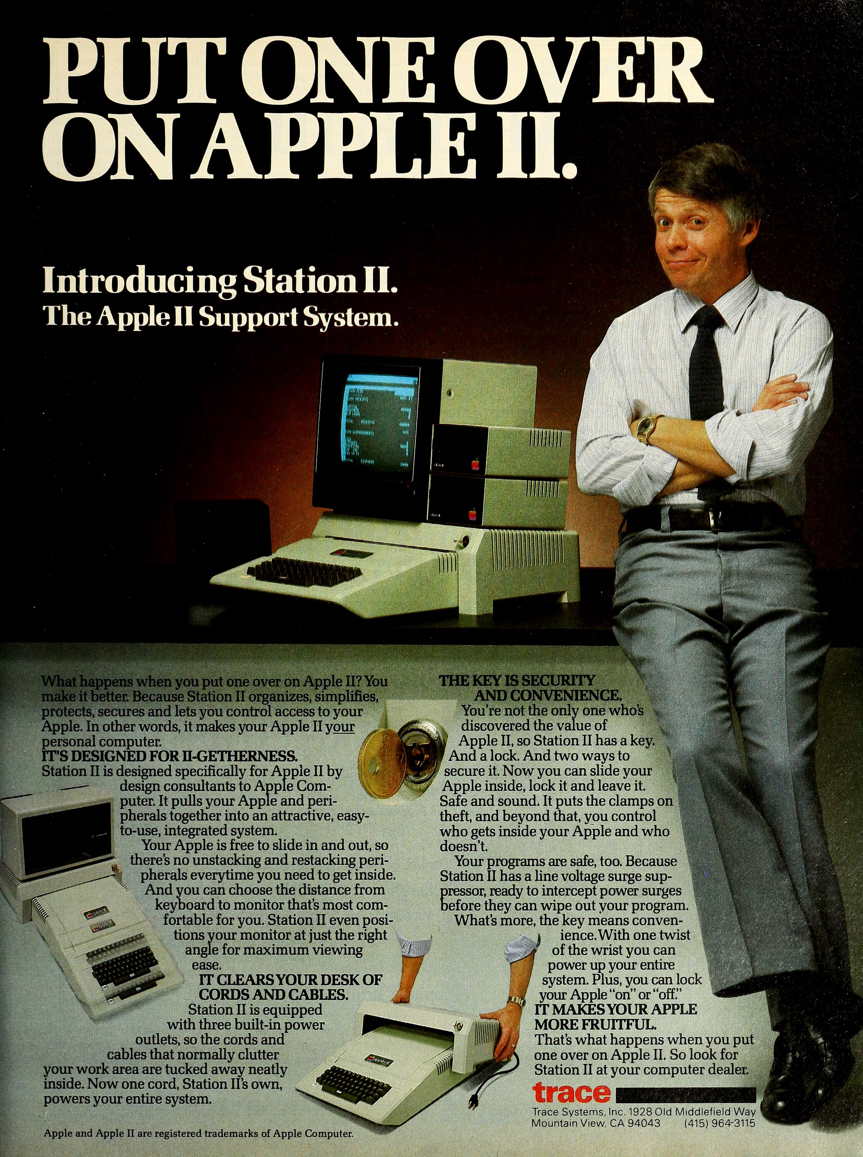 PUT ONE OVER
ON APPLE II.
Introducing Station II.
The Apple II Support System.
What happens when you put one over on Apple II? You
make it better. Because Station II organizes, simplifies,
protects, secures and lets you control access to your
Apple. In other words, it makes your Apple II your
personal computer.
IT'S DESIGNED FOR II-GETHERNESS.
Station II is designed specifically for Apple II by
design consultants to Apple Com-
puter. It pulls your Apple and peri-
pherals together into an attractive, easy-
to-use, integrated system.
Your Apple is free to slide in and out, so
there's no unstacking and restacking peri-
pherals everytime you need to get inside.
And you can choose the distance from
keyboard to monitor that's most com-
fortable for you. Station II even posi-
tions your monitor at just the right
angle for maximum viewing
ease.
IT CLEARS YOUR DESK OF
CORDS AND CABLES.
Station II is equipped
with three built-in power
outlets, so the cords and
cables that normally clutter
your work area are tucked away neatly
inside. Now one cord, Station II's own,
powers your entire system.
Apple and Apple II are registered trademarks of Apple Computer.
THE KEY IS SECURITY
AND CONVENIENCE.
You're not the only one who's
discovered the value of
Apple II, so Station II has a key.
And a lock. And two ways to
secure it. Now you can slide your
Apple inside, lock it and leave it.
Safe and sound. It puts the clamps on
theft, and beyond that, you control
who gets inside your Apple and who
doesn't.
Your programs are safe, too. Because
Station II has a line voltage surge sup-
pressor, ready to intercept power surges
before they can wipe out your program.
What's more, the key means conven-
ience. With one twist
of the wrist you can
power up your entire
system. Plus, you can lock
your Apple "on" or "off."
IT MAKES YOUR APPLE
MORE FRUITFUL.
That's what happens when you put
one over on Apple II. So look for
Station II at your computer dealer.
trace
Trace Systems, Inc. 1928 Old Middlefield Way
Mountain View, CA 94043 (415) 964-3115